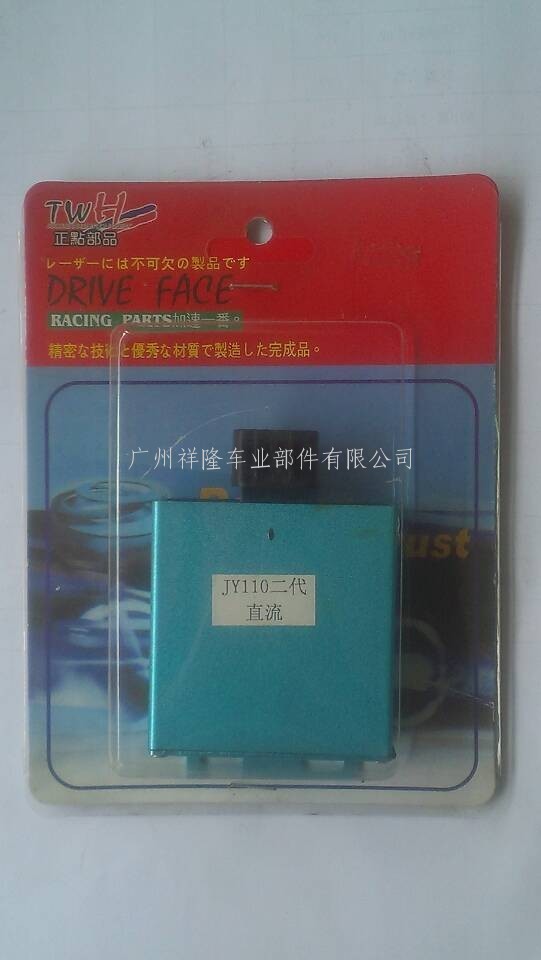 TWH
正點部品
レーザーには不可欠の製品です
DRIVE FACE
RACING PARTS加速一番。
精密な技術と優秀な材質で製造した完成品。
广州祥隆车业部件有限公司
JY110二代
直流